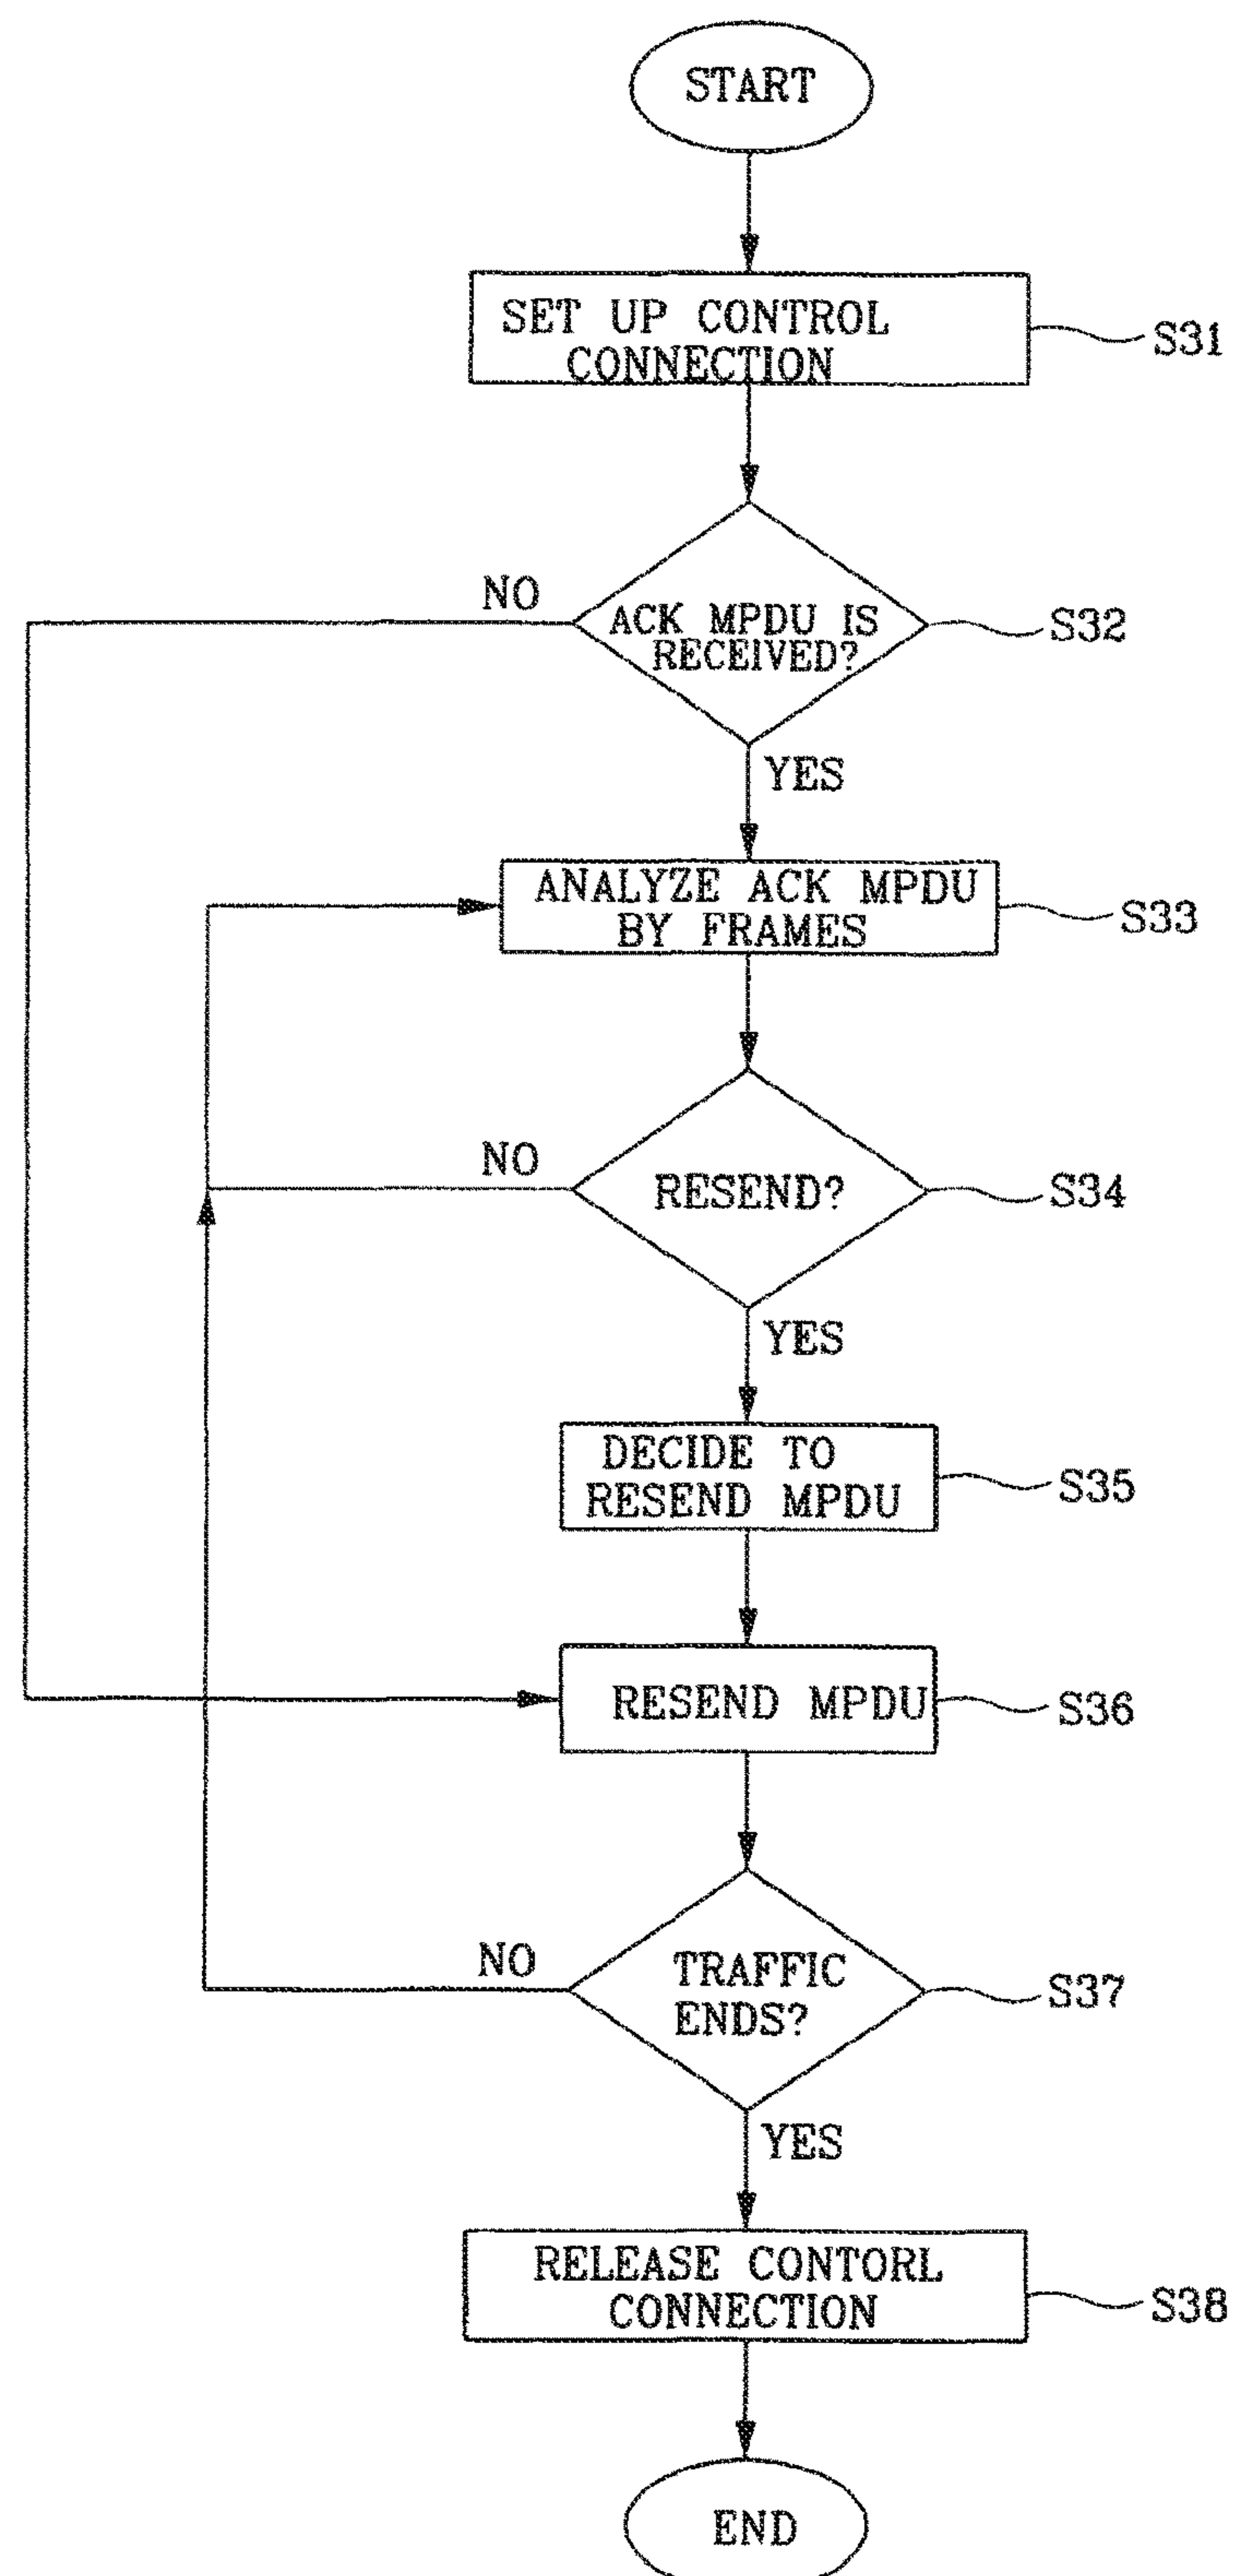 START
SET UP CONTROL
CONNECTION
S31
NO
ACK MPDU IS
RECEIVED?
S32
YES
ANALYZE ACK MPDU
BY FRAMES
S33
NO
RESEND?
S34
YES
DECIDE TO
RESEND MPDU
S35
RESEND MPDU
S36
NO
TRAFFIC
ENDS?
S37
YES
RELEASE CONTORL
CONNECTION
S38
END